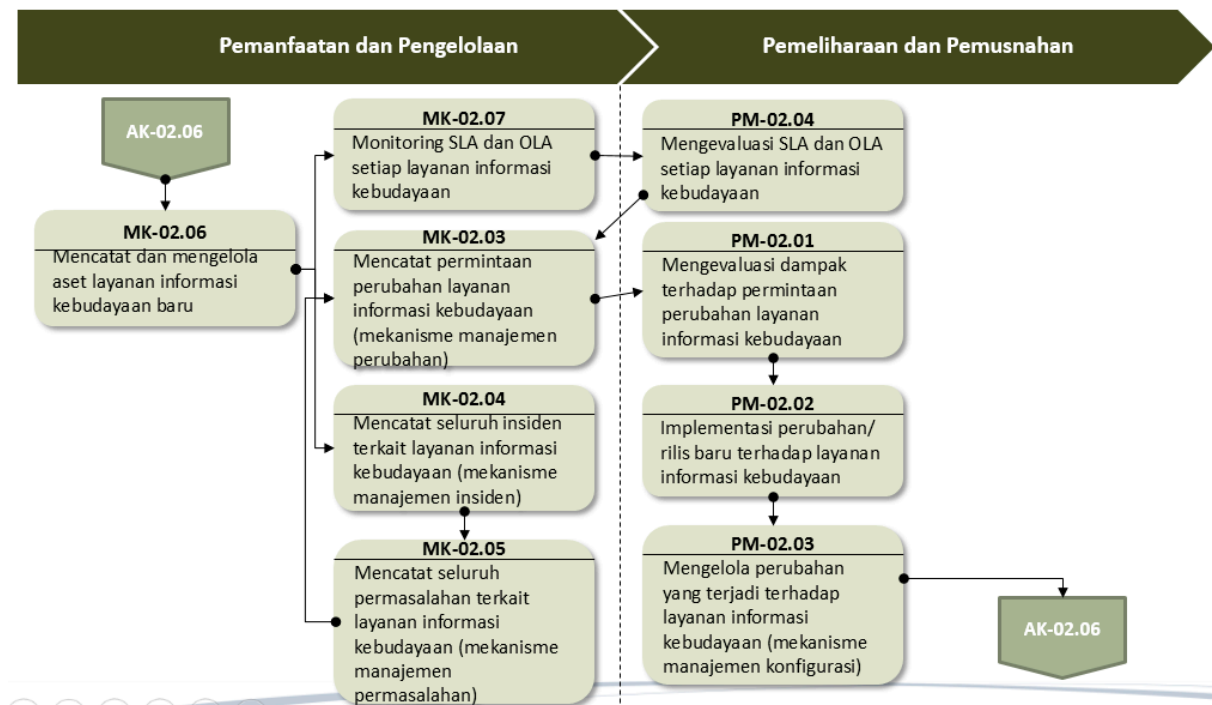 Pemanfaatan dan Pengelolaan
Pemeliharaan dan Pemusnahan
AK-02.06
MK-02.06
Mencatat dan mengelola
aset layanan informasi
kebudayaan baru
MK-02.07
Monitoring SLA dan OLA
setiap layanan informasi
kebudayaan
MK-02.03
Mencatat permintaan
perubahan layanan
informasi kebudayaan
(mekanisme manajemen
perubahan)
MK-02.04
Mencatat seluruh insiden
terkait layanan informasi
kebudayaan (mekanisme
manajemen insiden)
MK-02.05
Mencatat seluruh
permasalahan terkait
layanan informasi
kebudayaan (mekanisme
manajemen
permasalahan)
PM-02.04
Mengevaluasi SLA dan OLA
setiap layanan informasi
kebudayaan
PM-02.01
Mengevaluasi dampak
terhadap permintaan
perubahan layanan
informasi kebudayaan
PM-02.02
Implementasi perubahan/
rilis baru terhadap layanan
informasi kebudayaan
PM-02.03
Mengelola perubahan
yang terjadi terhadap
layanan informasi
kebudayaan (mekanisme
manajemen konfigurasi)
AK-02.06